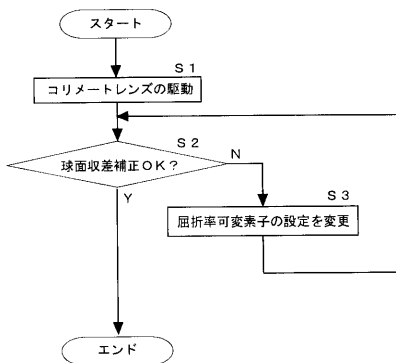 スタート
S1
コリメートレンズの駆動
S2
球面収差補正OK?
N
Y
S3
屈折率可変素子の設定を変更
エンド